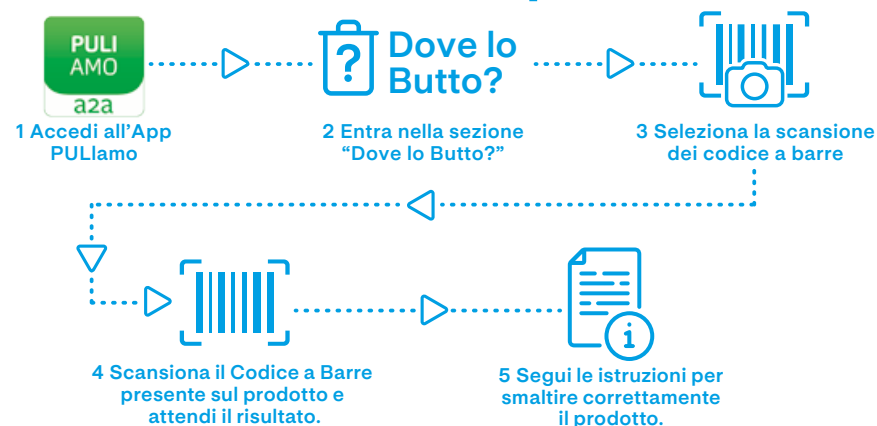 PULI
AMO
a2a
Dove lo
Butto?
1 Accedi all'App
PULIamo
2 Entra nella sezione
“Dove lo Butto?”
3 Seleziona la scansione
dei codice a barre
4 Scansiona il Codice a Barre
presente sul prodotto e
attendi il risultato.
5 Segui le istruzioni per
smaltire correttamente
il prodotto.